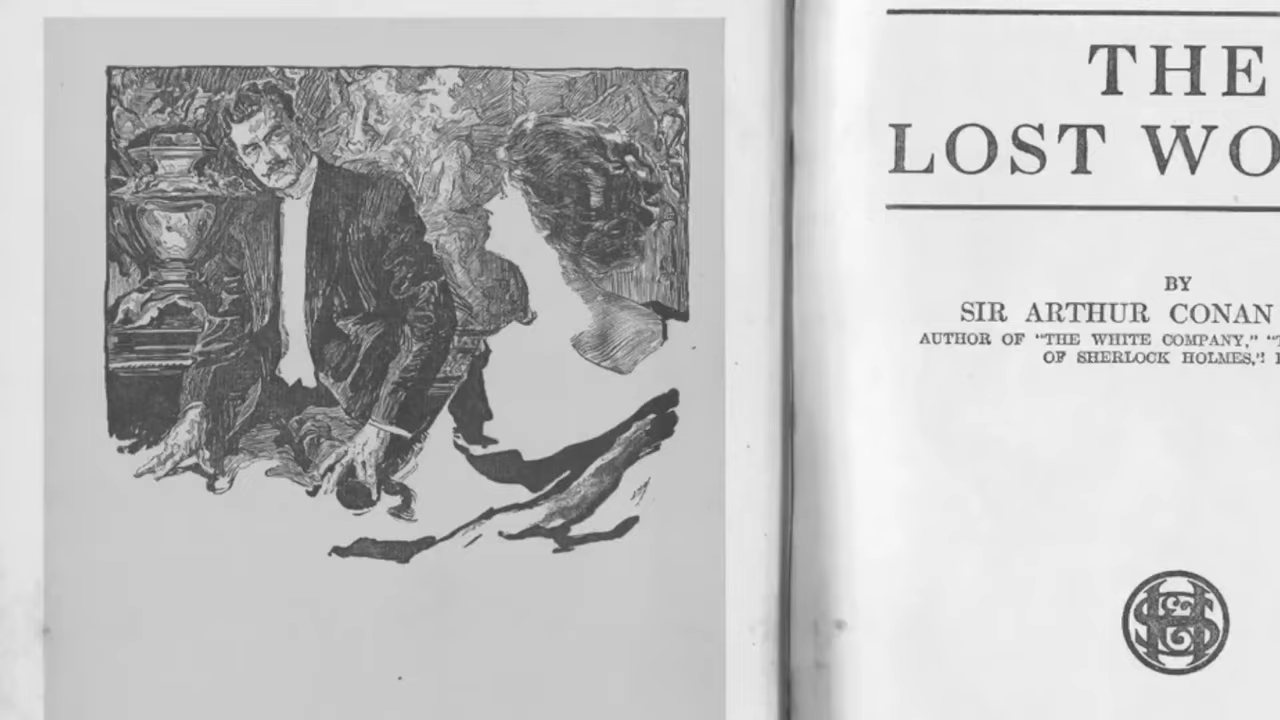 THE
LOST WO
BY
SIR ARTHUR CONAN
AUTHOR OF "THE WHITE COMPANY," "T
OF SHERLOCK HOLMES,"